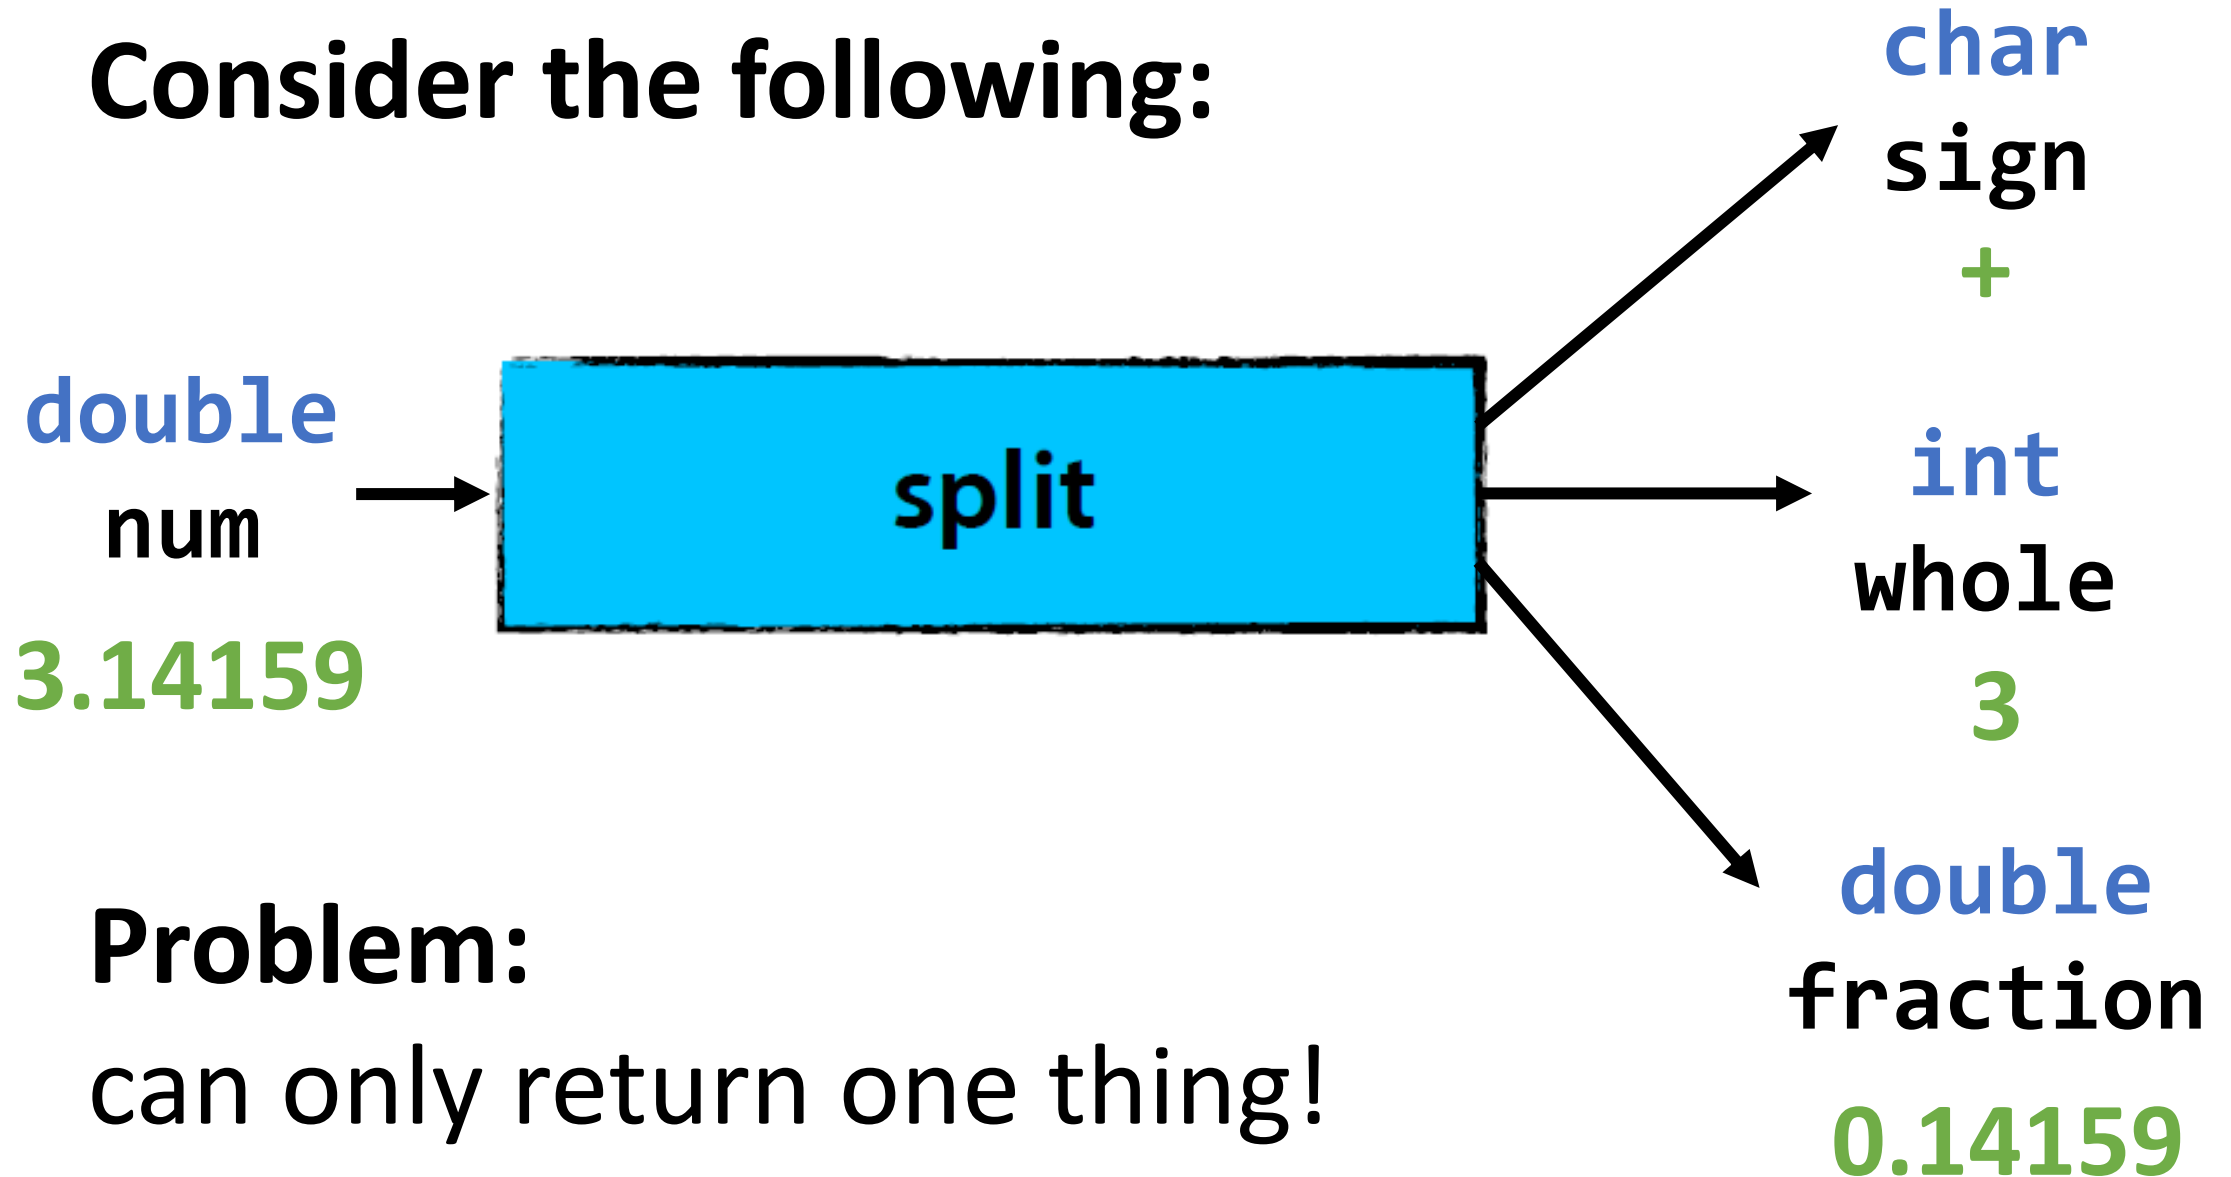 Consider the following:
double
num
3.14159
split
char
sign
+
int
whole
3
double
fraction
0.14159
Problem:
can only return one thing!